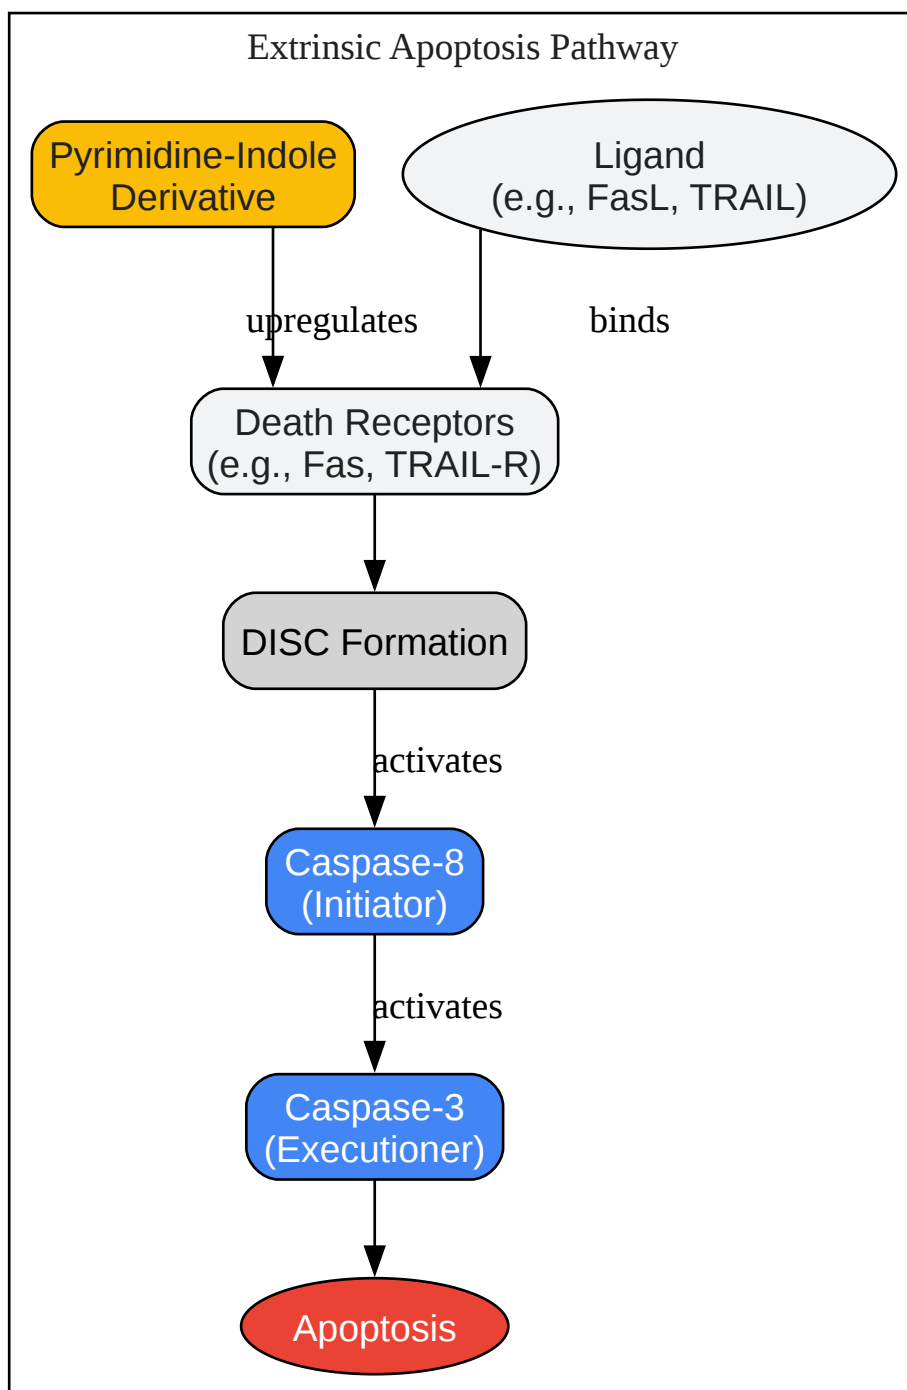 Extrinsic Apoptosis Pathway
Pyrimidine-Indole
Derivative
Ligand
(e.g., FasL, TRAIL)
upregulates
binds
Death Receptors
(e.g., Fas, TRAIL-R)
DISC Formation
activates
Caspase-8
(Initiator)
activates
Caspase-3
(Executioner)
Apoptosis